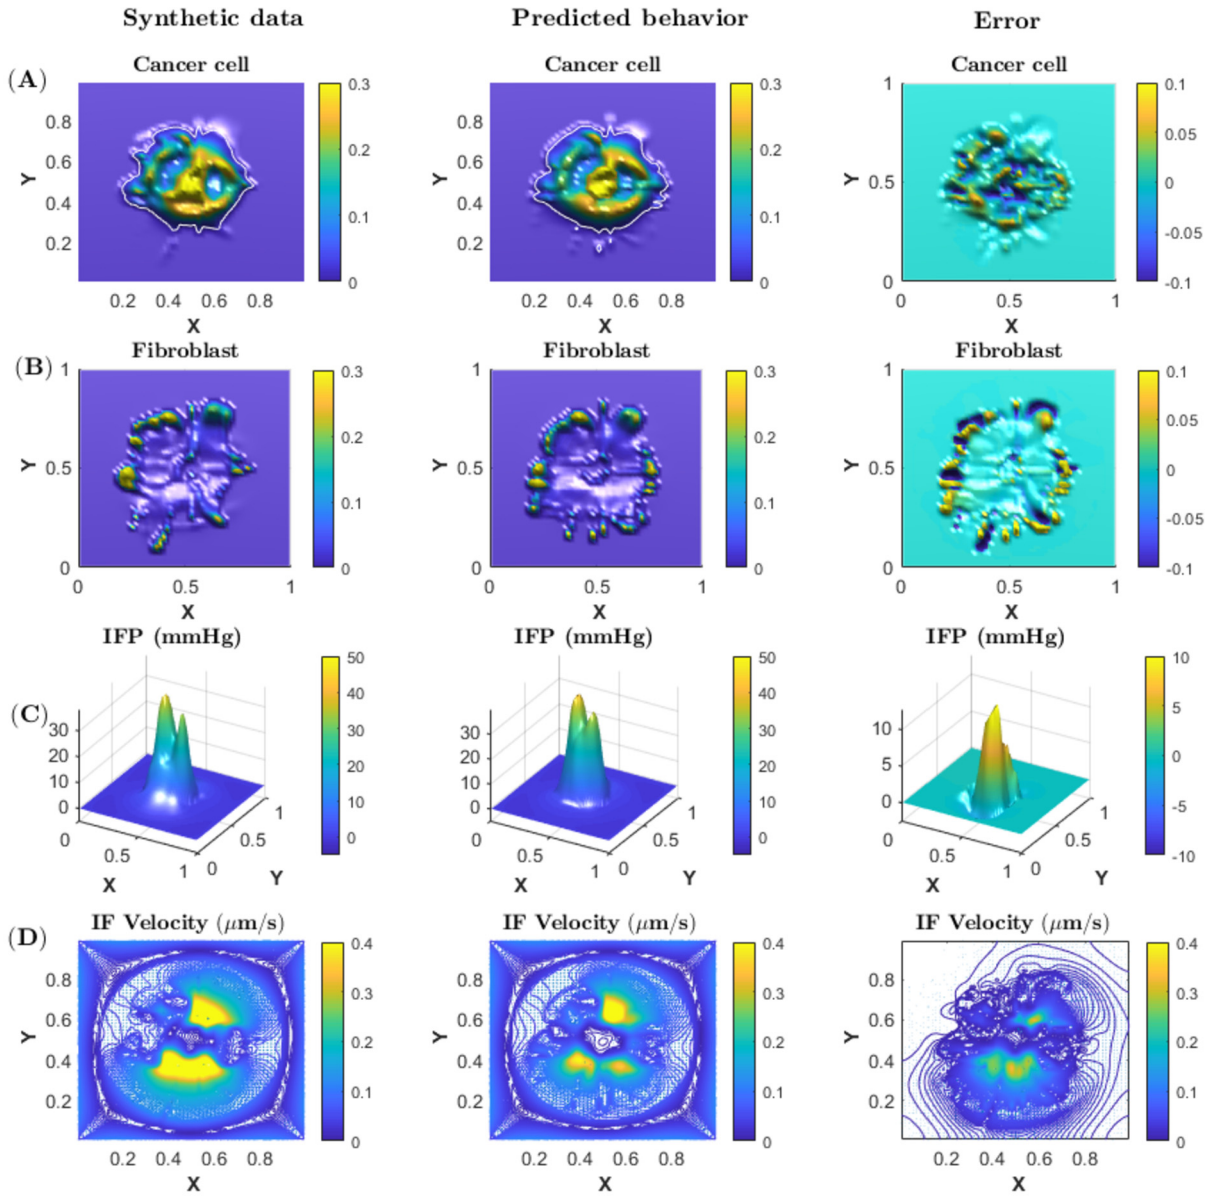 Synthetic data Predicted behavior Error
(A) Cancer cell Cancer cell Cancer cell
0.8 0.6 0.4 0.2 Y 0.2 0.4 0.6 0.8 X 0.3 0.2 0.1 0
0.8 0.6 0.4 0.2 Y 0.2 0.4 0.6 0.8 X 0.3 0.2 0.1 0
1 0.5 0 Y 0 0.5 1 X 0.1 0.05 0 -0.05 -0.1
(B) Fibroblast Fibroblast Fibroblast
1 0.5 0 Y 0 0.5 1 X 0.3 0.2 0.1 0
1 0.5 0 Y 0 0.5 1 X 0.3 0.2 0.1 0
1 0.5 0 Y 0 0.5 1 X 0.1 0.05 0 -0.05 -0.1
(C) IFP (mmHg) IFP (mmHg) IFP (mmHg)
30 20 10 0 0 0.5 1 X 0 0.5 1 Y 50 40 30 20 10 0
30 20 10 0 0 0.5 1 X 0 0.5 1 Y 50 40 30 20 10 0
10 5 0 0 0.5 1 X 0 0.5 1 Y 10 5 0 -5 -10
(D) IF Velocity (μm/s) IF Velocity (μm/s) IF Velocity (μm/s)
0.8 0.6 0.4 0.2 Y 0.2 0.4 0.6 0.8 X 0.4 0.3 0.2 0.1 0
0.8 0.6 0.4 0.2 Y 0.2 0.4 0.6 0.8 X 0.4 0.3 0.2 0.1 0
0.8 0.6 0.4 0.2 Y 0.2 0.4 0.6 0.8 X 0.4 0.3 0.2 0.1 0